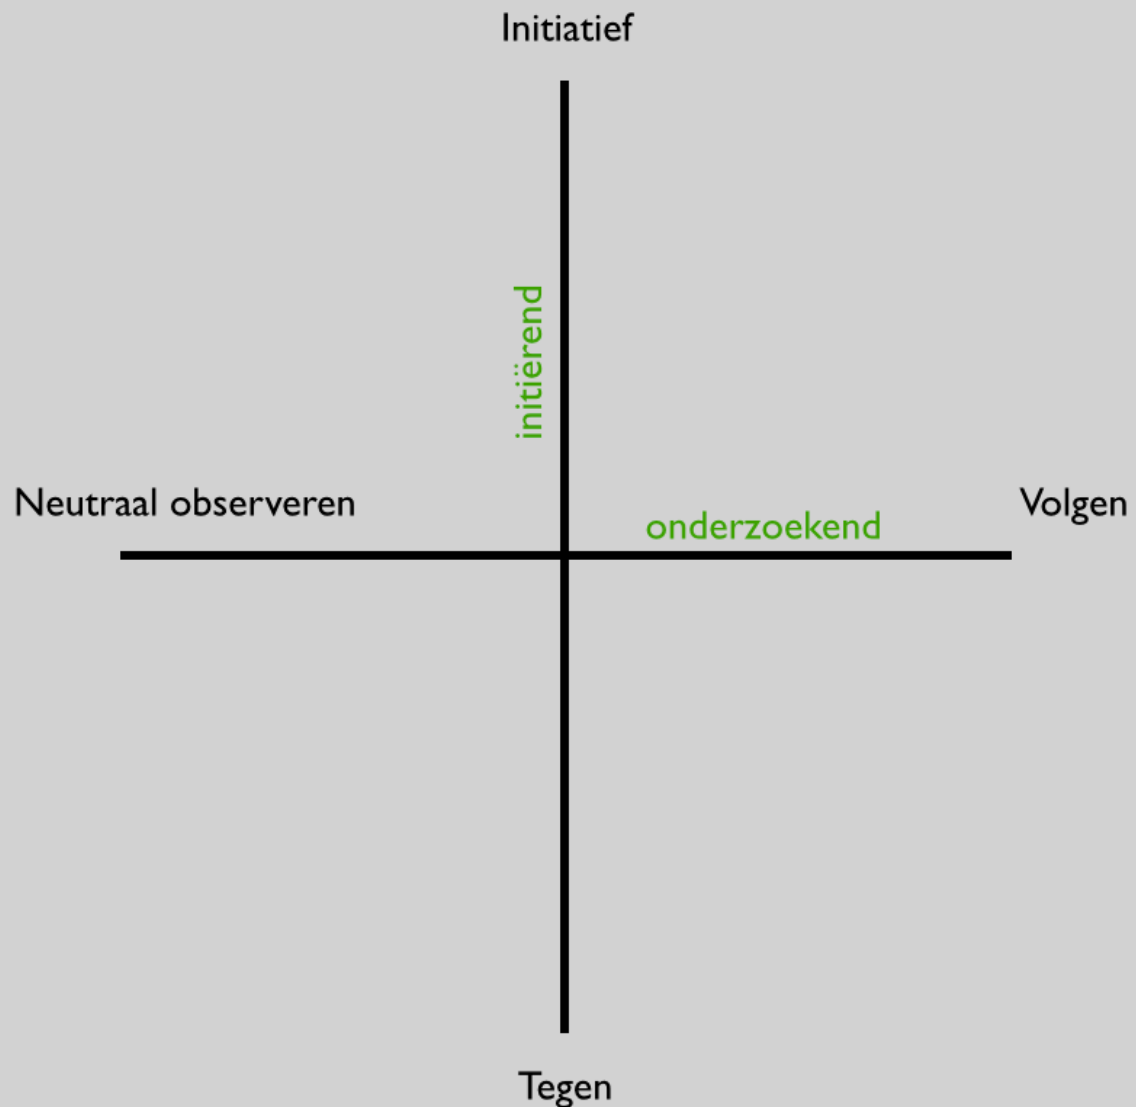 Initiatief
initiërend
Neutraal observeren
Volgen
onderzoekend
Tegen